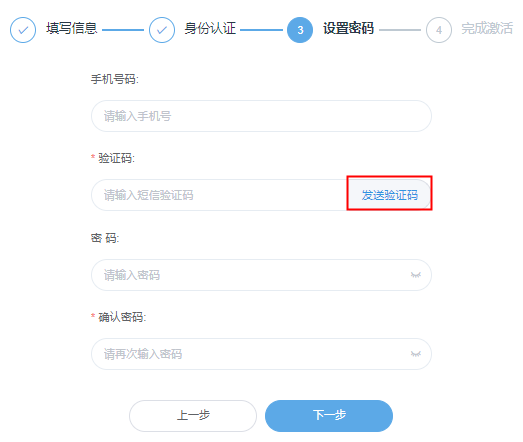 填写信息 身份认证 3 设置密码 4 完成激活
手机号码:
请输入手机号
* 验证码:
请输入短信验证码 发送验证码
密 码:
请输入密码
* 确认密码:
请再次输入密码
上一步 下一步